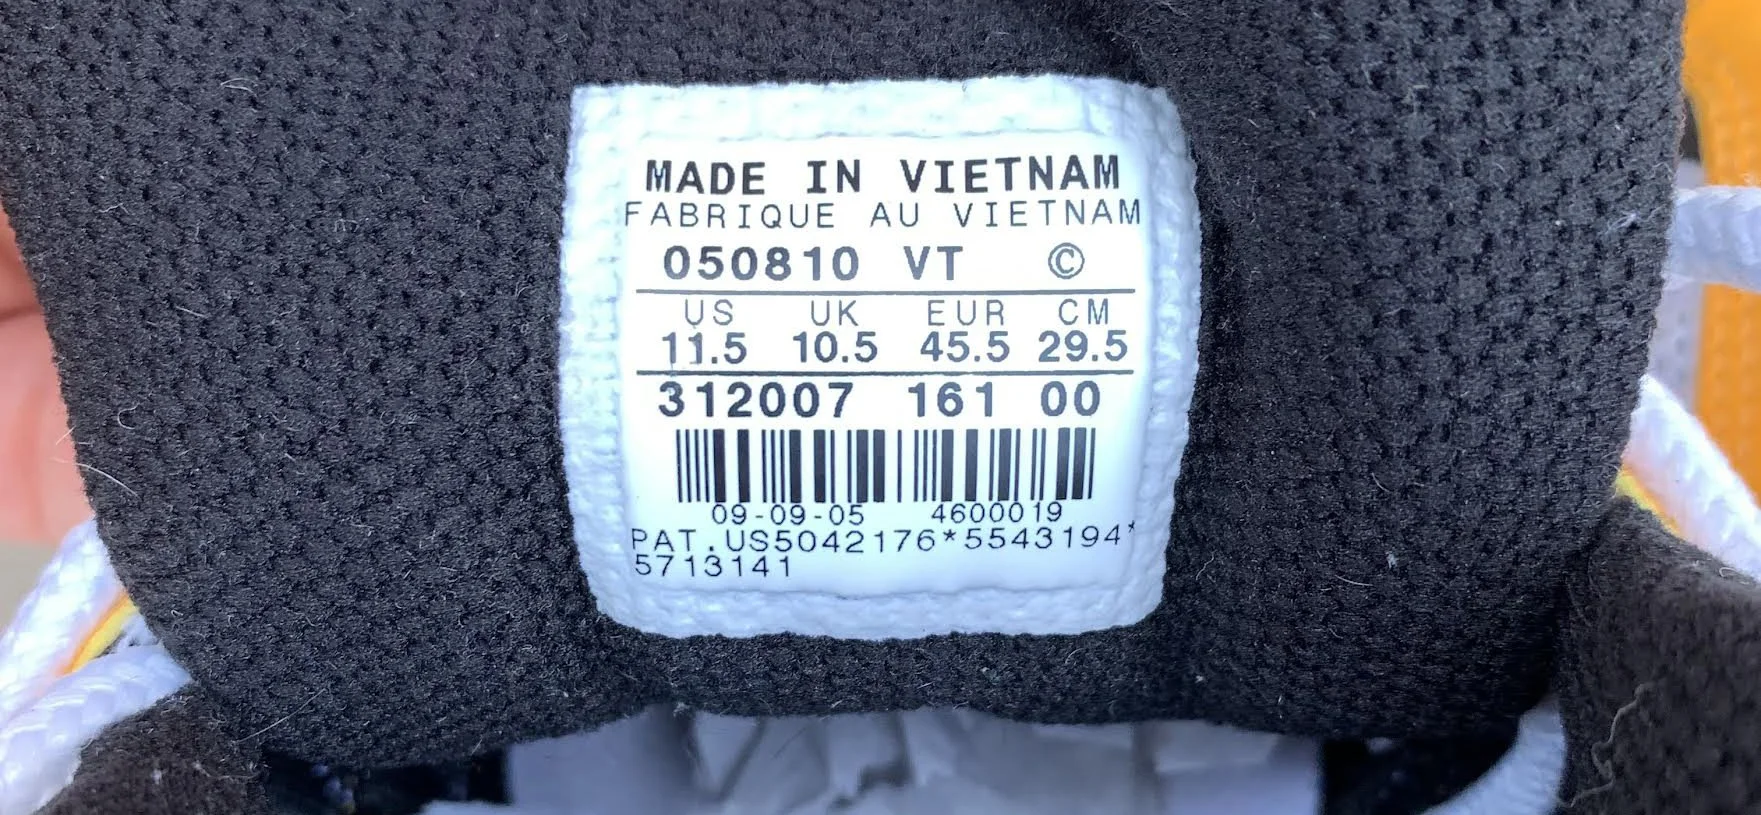 MADE IN VIETNAM
FABRIQUE AU VIETNAM
050810 VT ©
US UK EUR CM
11.5 10.5 45.5 29.5
312007 161 00
09-09-05 4600019
PAT.US5042176*5543194*
5713141